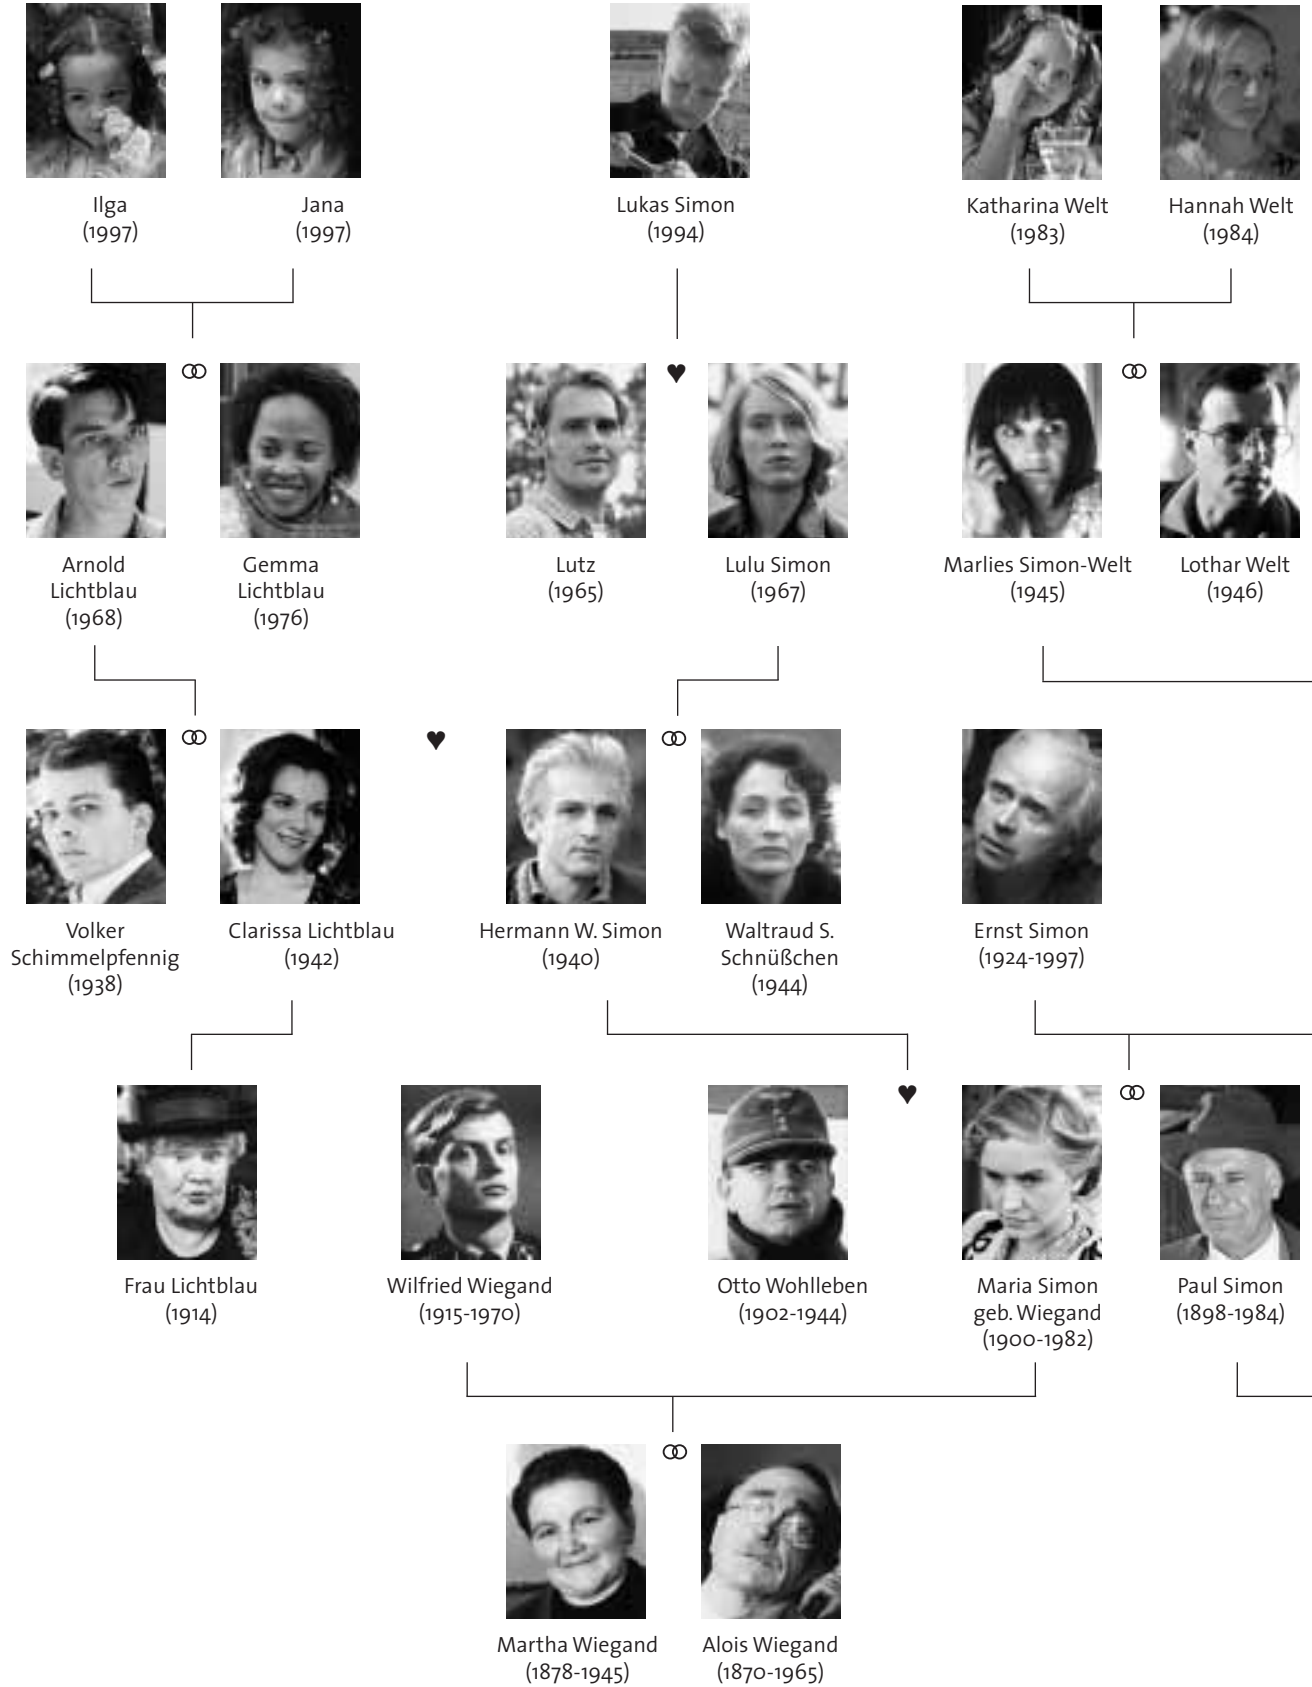 Ilga
(1997)
Jana
(1997)
Lukas Simon
(1994)
Katharina Welt
(1983)
Hannah Welt
(1984)
Arnold
Lichtblau
(1968)
Gemma
Lichtblau
(1976)
Lutz
(1965)
Lulu Simon
(1967)
Marlies Simon-Welt
(1945)
Lothar Welt
(1946)
Volker
Schimmelpfennig
(1938)
Clarissa Lichtblau
(1942)
Hermann W. Simon
(1940)
Waltraud S.
Schnüßchen
(1944)
Ernst Simon
(1924-1997)
Frau Lichtblau
(1914)
Wilfried Wiegand
(1915-1970)
Otto Wohlleben
(1902-1944)
Maria Simon
geb. Wiegand
(1900-1982)
Paul Simon
(1898-1984)
Martha Wiegand
(1878-1945)
Alois Wiegand
(1870-1965)